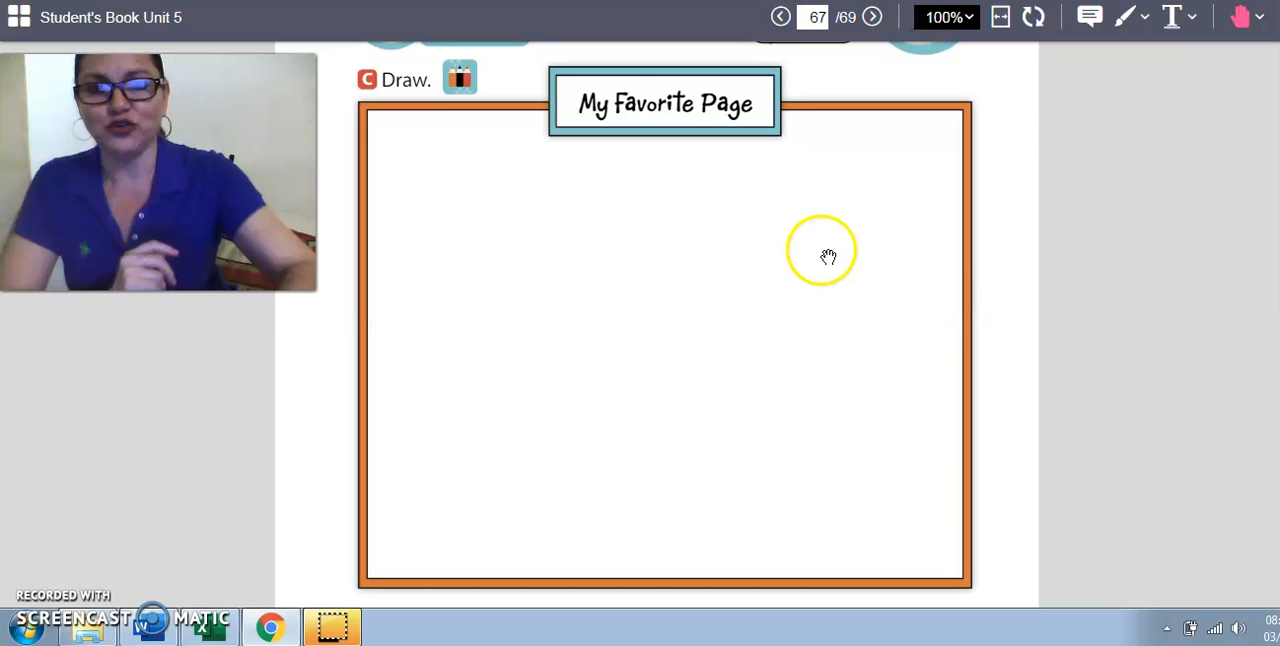 Student's Book Unit 5
67 /69
100%
T
C Draw.
My Favorite Page
RECORDED WITH
SCREENCAST MATIC